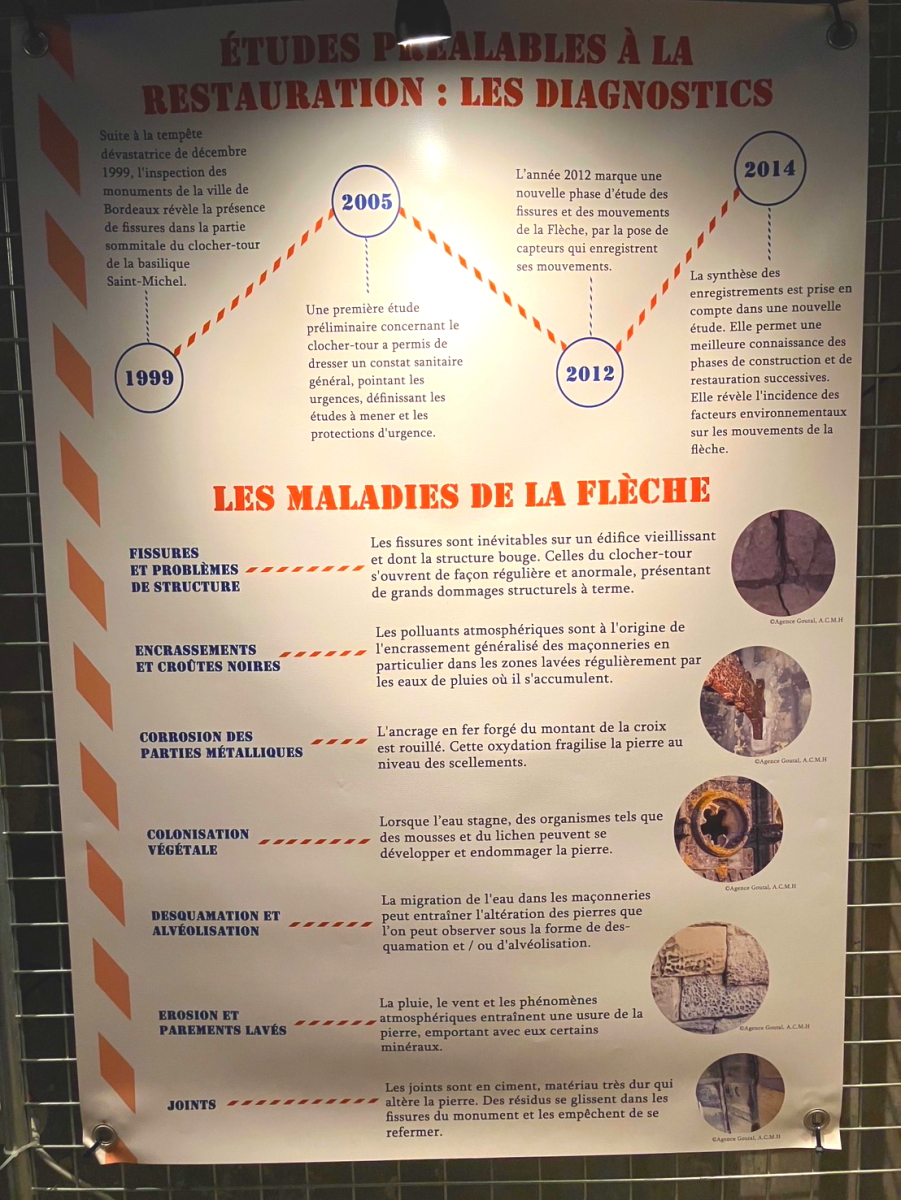 ÉTUDES PRÉALABLES À LA
RESTAURATION : LES DIAGNOSTICS
Suite à la tempête
dévastatrice de décembre
1999, l'inspection des
monuments de la ville de
Bordeaux révèle la présence
de fissures dans la partie
sommitale du clocher-tour
de la basilique
Saint-Michel.
1999
2005
Une première étude
préliminaire concernant le
clocher-tour a permis de
dresser un constat sanitaire
général, pointant les
urgences, définissant les
études à mener et les
protections d'urgence.
L'année 2012 marque une
nouvelle phase d'étude des
fissures et des mouvements
de la Flèche, par la pose de
capteurs qui enregistrent
ses mouvements.
2012
2014
La synthèse des
enregistrements est prise en
compte dans une nouvelle
étude. Elle permet une
meilleure connaissance des
phases de construction et de
restauration successives.
Elle révèle l'incidence des
facteurs environnementaux
sur les mouvements de la
flèche.
LES MALADIES DE LA FLÈCHE
FISSURES
ET PROBLÈMES
DE STRUCTURE
Les fissures sont inévitables sur un édifice vieillissant
et dont la structure bouge. Celles du clocher-tour
s'ouvrent de façon régulière et anormale, présentant
de grands dommages structurels à terme.
©Agence Goutal, A.C.M.H
ENCRASSEMENTS
ET CROÛTES NOIRES
Les polluants atmosphériques sont à l'origine de
l'encrassement généralisé des maçonneries en
particulier dans les zones lavées régulièrement par
les eaux de pluies où il s'accumulent.
CORROSION DES
PARTIES MÉTALLIQUES
L'ancrage en fer forgé du montant de la croix
est rouillé. Cette oxydation fragilise la pierre au
niveau des scellements.
©Agence Goutal, A.C.M.H
COLONISATION
VÉGÉTALE
Lorsque l'eau stagne, des organismes tels que
des mousses et du lichen peuvent se
développer et endommager la pierre.
©Agence Goutal, A.C.M.H
DESQUAMATION ET
ALVÉOLISATION
La migration de l'eau dans les maçonneries
peut entraîner l'altération des pierres que
l'on peut observer sous la forme de des-
quamation et / ou d'alvéolisation.
©Agence Goutal, A.C.M.H
EROSION ET
PAREMENTS LAVÉS
La pluie, le vent et les phénomènes
atmosphériques entraînent une usure de la
pierre, emportant avec eux certains
minéraux.
JOINTS
Les joints sont en ciment, matériau très dur qui
altère la pierre. Des résidus se glissent dans les
fissures du monument et les empêchent de se
refermer.
©Agence Goutal, A.C.M.H